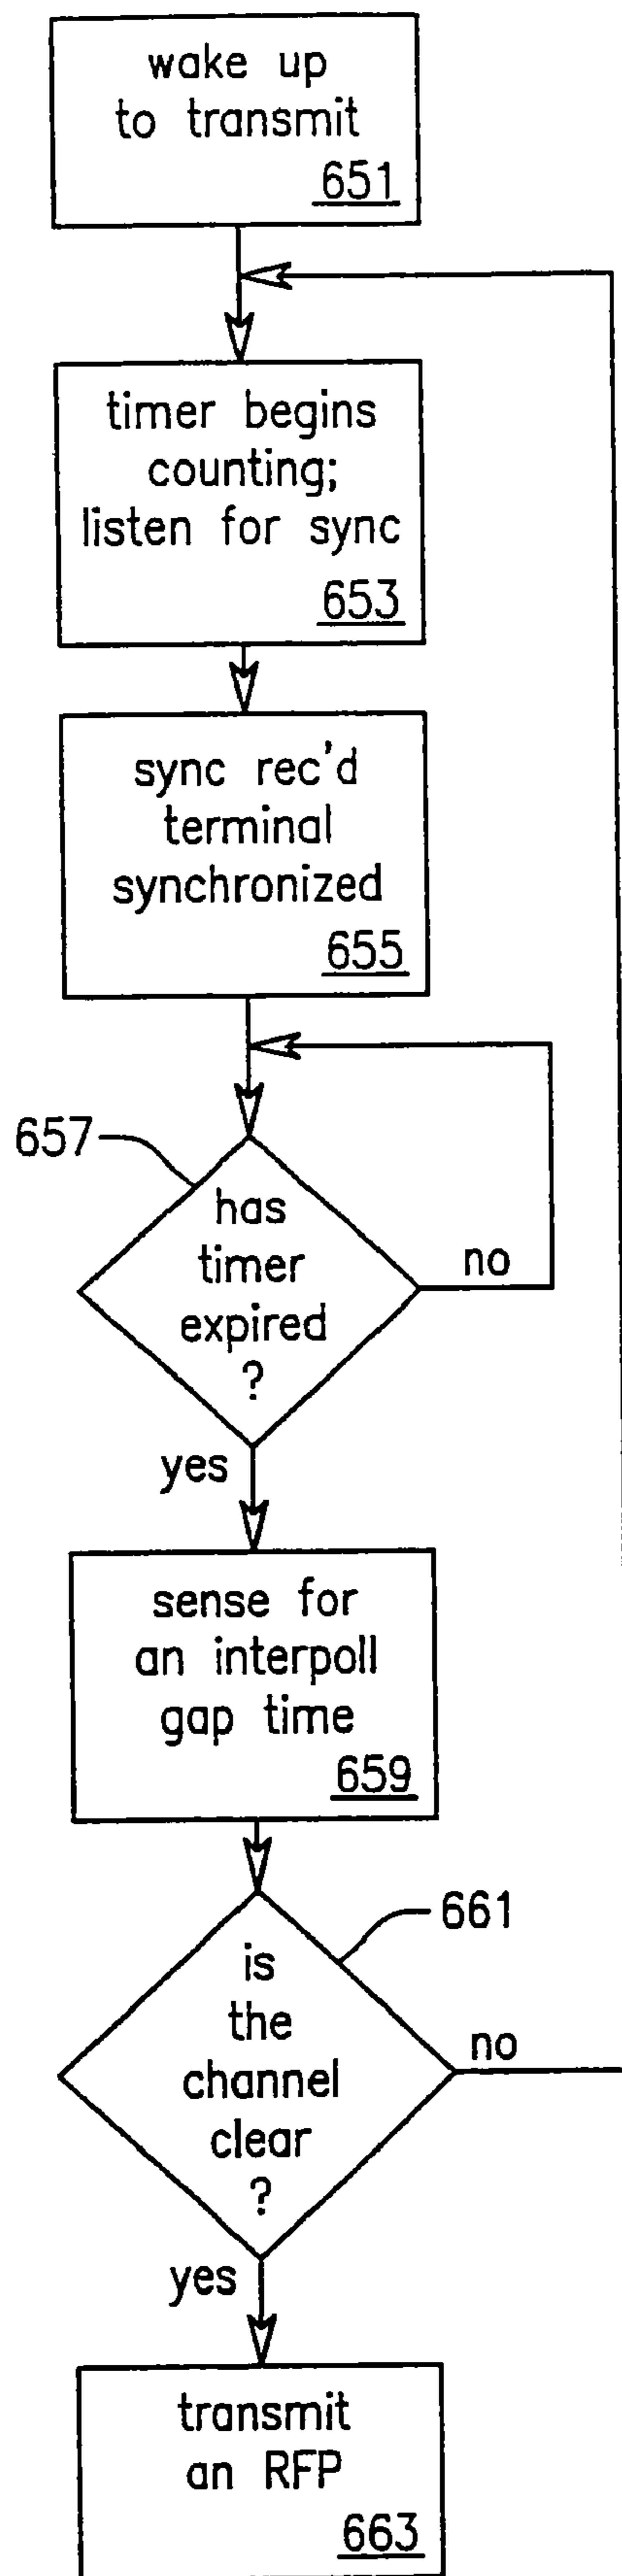 wake up
to transmit
651
timer begins
counting;
listen for sync
653
sync rec'd
terminal
synchronized
655
657
has
timer
expired
?
no
yes
sense for
an interpoll
gap time
659
661
is
the
channel
clear
?
no
yes
transmit
an RFP
663